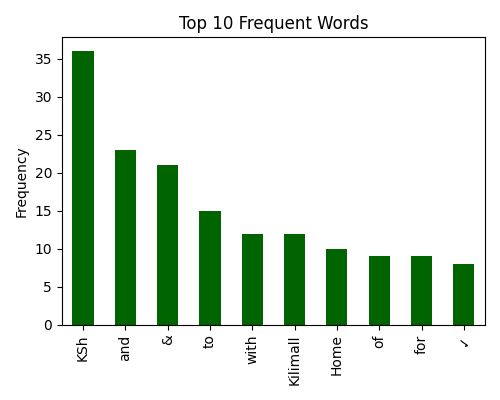 Top 10 Frequent Words
Frequency
35
30
25
20
15
10
5
0
KSh
and
&
to
with
Kilimall
Home
of
for
✓